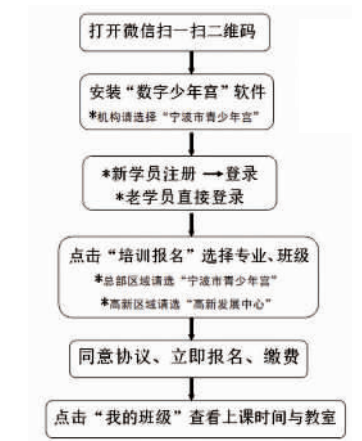 打开微信扫一扫二维码
安装“数字少年宫”软件
*机构请选择“宁波市青少年宫”
*新学员注册→登录
*老学员直接登录
点击“培训报名”选择专业、班级
*总部区域请选“宁波市青少年宫”
*高新区域请选“高新发展中心”
同意协议、立即报名、缴费
点击“我的班级”查看上课时间与教室